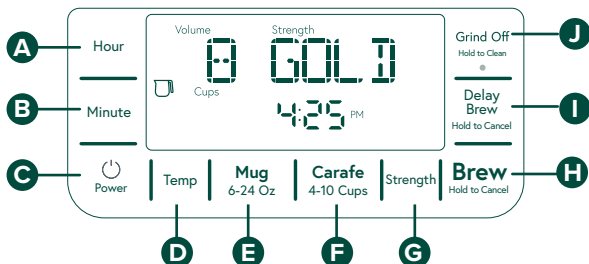 A
Hour
B
Minute
C
Power
Volume
Strength
8 GOLD
Cups
4:25 PM
Temp
Mug
6-24 Oz
Carafe
4-10 Cups
Strength
Grind Off
Hold to Clean
J
Delay
Brew
Hold to Cancel
I
Brew
Hold to Cancel
H
D
E
F
G